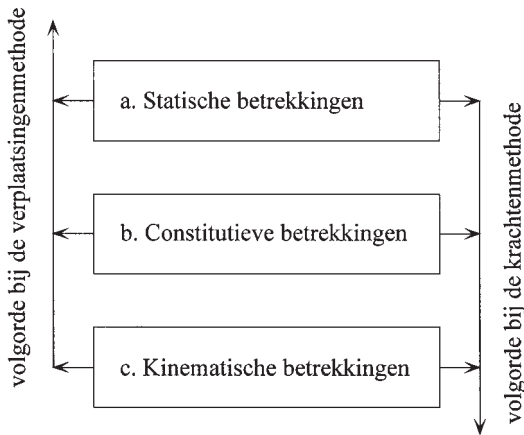 volgorde bij de verplaatsingenmethode
a. Statische betrekkingen
b. Constitutieve betrekkingen
c. Kinematische betrekkingen
volgorde bij de krachtenmethode